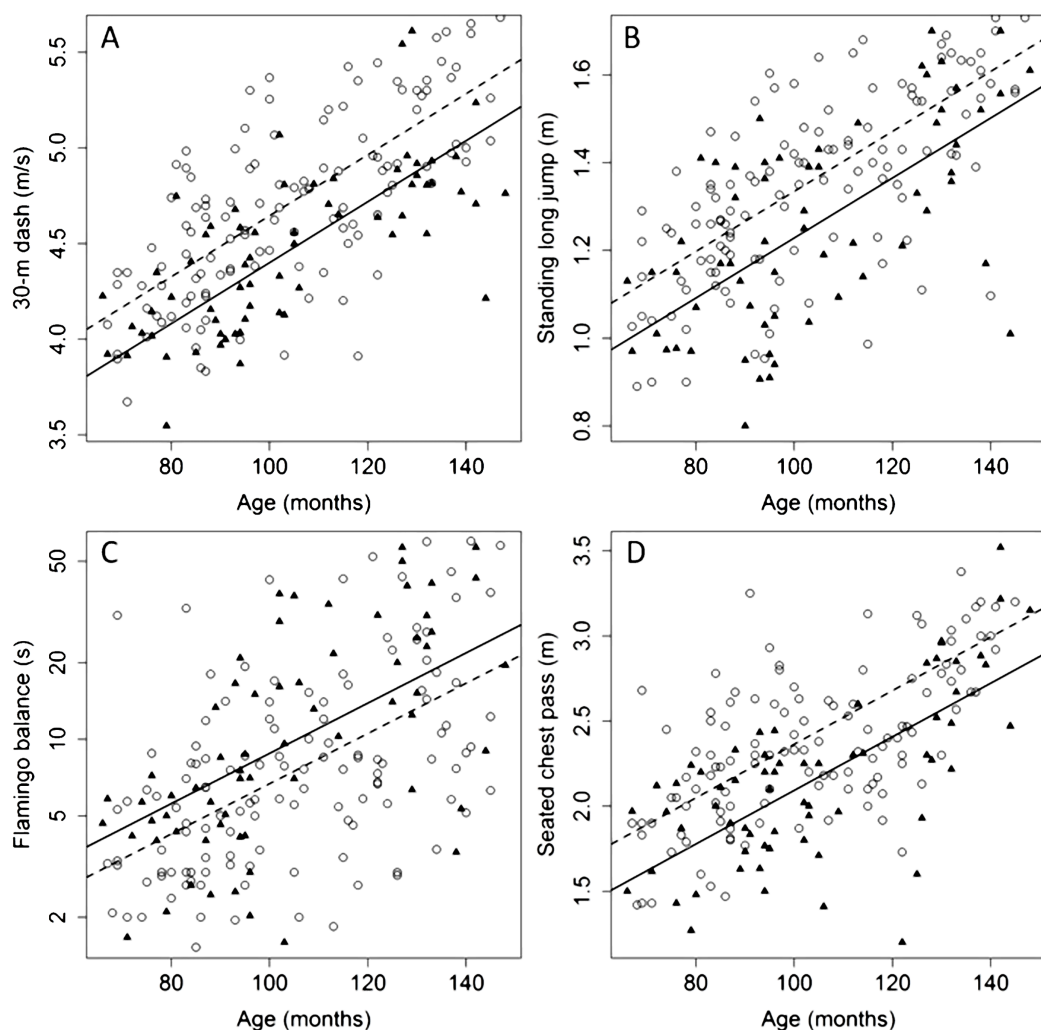 A
30-m dash (m/s)
5.5
5.0
4.5
4.0
3.5
80 100 120 140
Age (months)
B
Standing long jump (m)
1.6
1.4
1.2
1.0
0.8
80 100 120 140
Age (months)
C
Flamingo balance (s)
50
20
10
5
2
80 100 120 140
Age (months)
D
Seated chest pass (m)
3.5
3.0
2.5
2.0
1.5
80 100 120 140
Age (months)